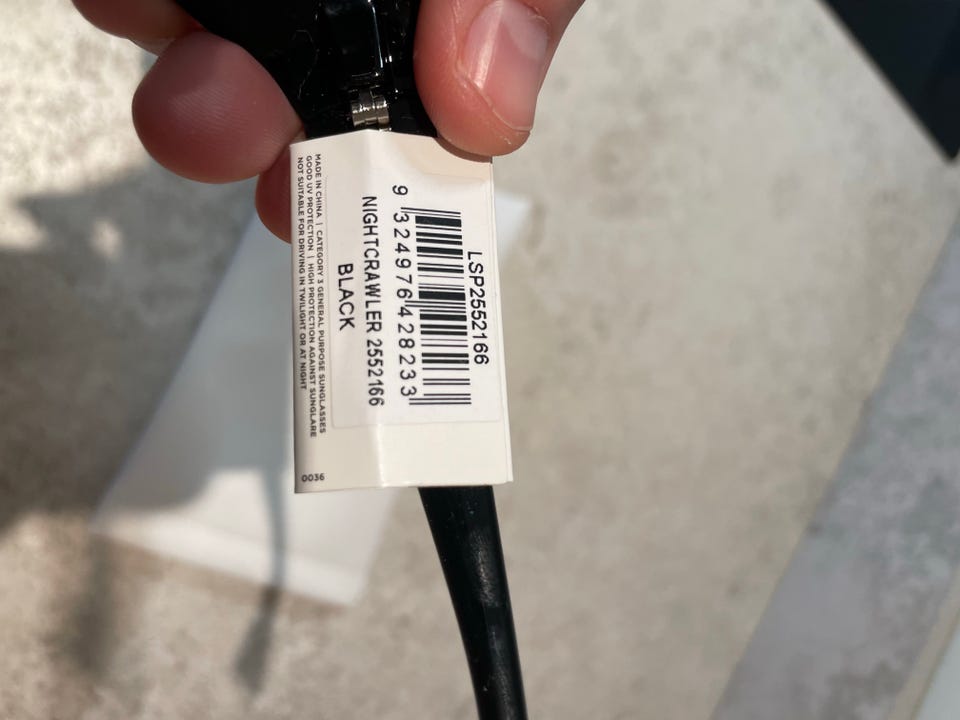 LSP2552166
9 324976 428233
NIGHTCRAWLER 2552166
BLACK
MADE IN CHINA | CATEGORY 3 GENERAL PURPOSE SUNGLASSES
GOOD UV PROTECTION | HIGH PROTECTION AGAINST SUNGLARE
NOT SUITABLE FOR DRIVING IN TWILIGHT OR AT NIGHT
0036